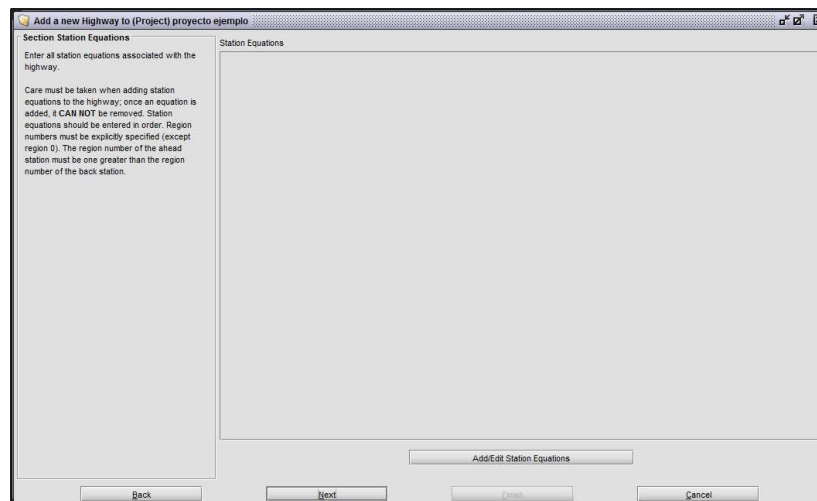 Add a new Highway to (Project) proyecto ejemplo
Section Station Equations
Enter all station equations associated with the
highway.
Care must be taken when adding station
equations to the highway; once an equation is
added, it CAN NOT be removed. Station
equations should be entered in order. Region
numbers must be explicitly specified (except
region 0). The region number of the ahead
station must be one greater than the region
number of the back station.
Station Equations
Add/Edit Station Equations
Back
Next
Finish
Cancel